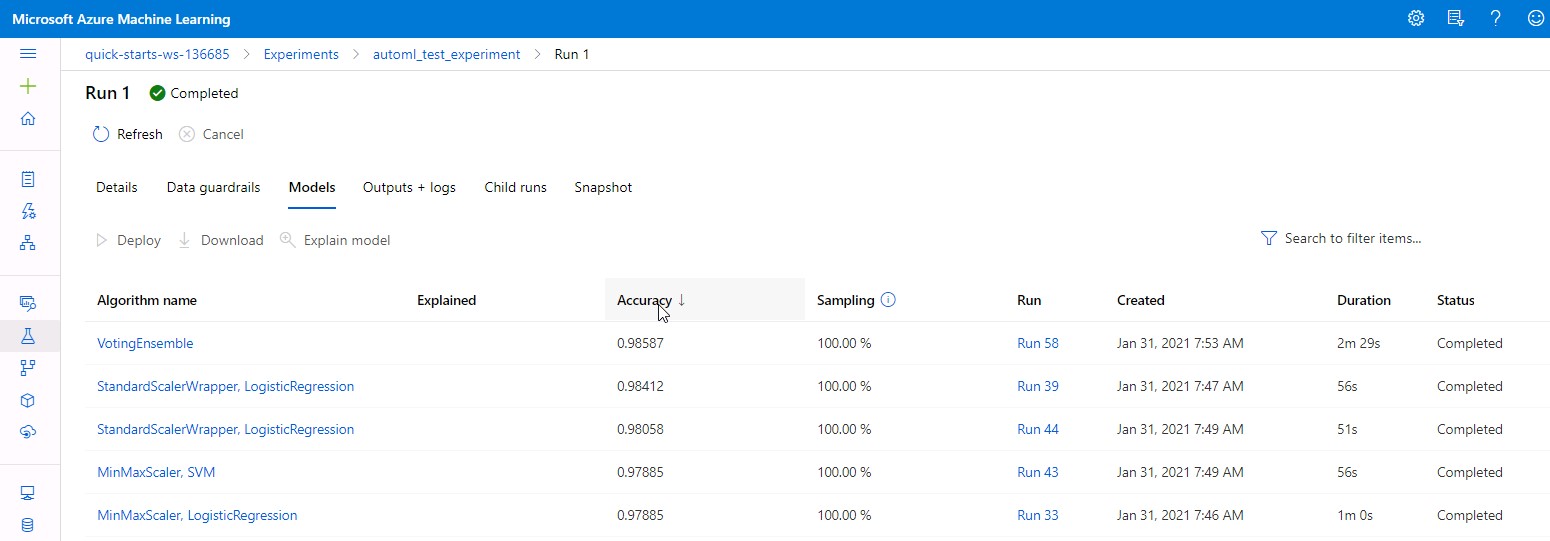 Microsoft Azure Machine Learning
quick-starts-ws-136685 > Experiments > automl_test_experiment > Run 1
Run 1 Completed
Refresh Cancel
Details Data guardrails Models Outputs + logs Child runs Snapshot
Deploy Download Explain model Search to filter items...
Algorithm name Explained Accuracy ↓ Sampling Run Created Duration Status
VotingEnsemble 0.98587 100.00 % Run 58 Jan 31, 2021 7:53 AM 2m 29s Completed
StandardScalerWrapper, LogisticRegression 0.98412 100.00 % Run 39 Jan 31, 2021 7:47 AM 56s Completed
StandardScalerWrapper, LogisticRegression 0.98058 100.00 % Run 44 Jan 31, 2021 7:49 AM 51s Completed
MinMaxScaler, SVM 0.97885 100.00 % Run 43 Jan 31, 2021 7:49 AM 56s Completed
MinMaxScaler, LogisticRegression 0.97885 100.00 % Run 33 Jan 31, 2021 7:46 AM 1m 0s Completed